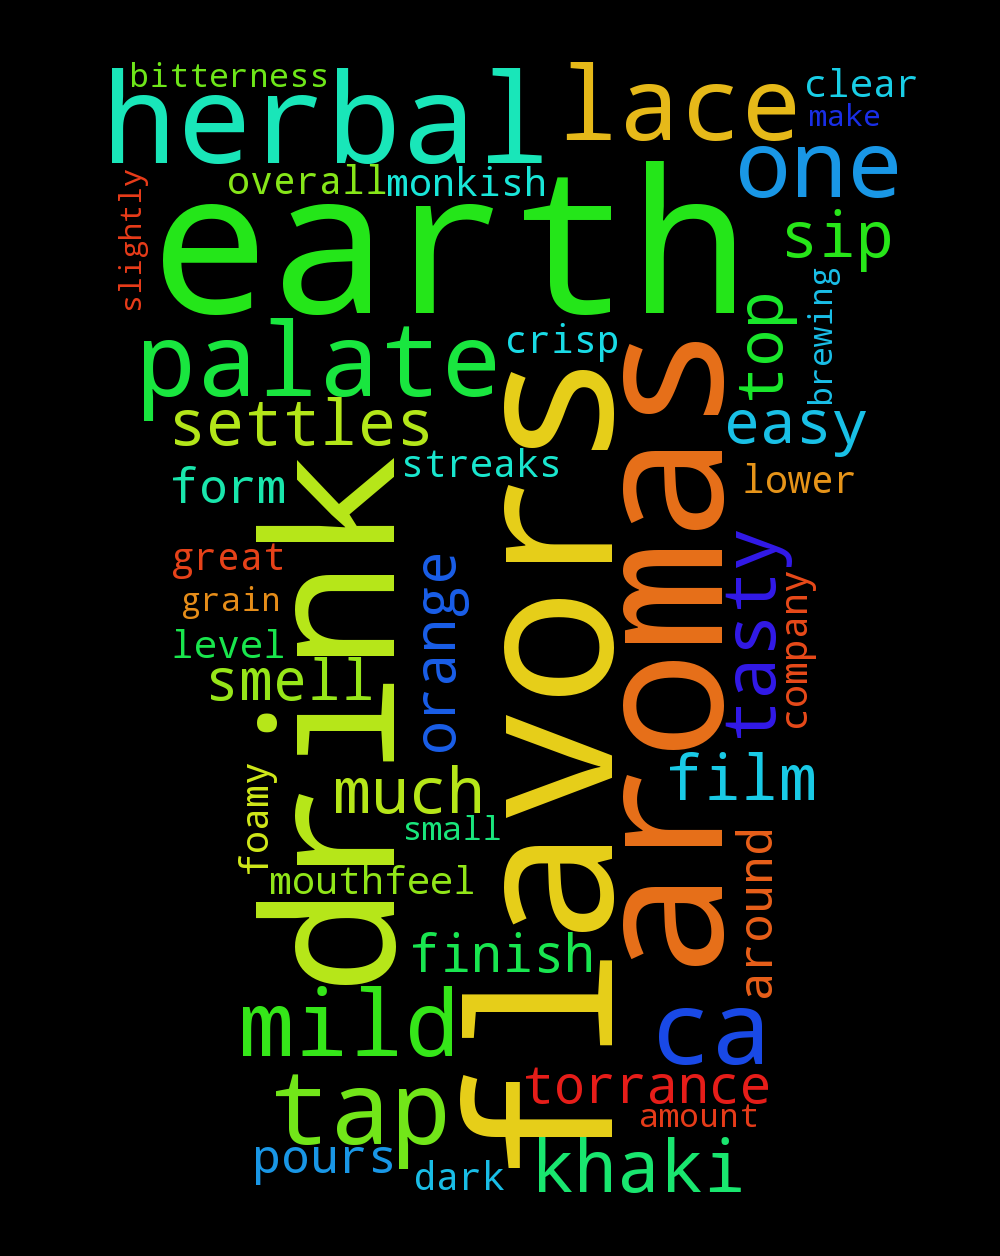 bitterness
herbal
lace
clear
make
one
slightly
overall
monkish
earth
sip
palate
crisp
top
brewing
settles
easy
form
streaks
lower
drink
flavors
aromas
great
grain
level
smell
orange
tasty
company
foamy
much
small
film
mouthfeel
around
finish
mild
ca
tap
torrance
amount
pours
dark
khaki